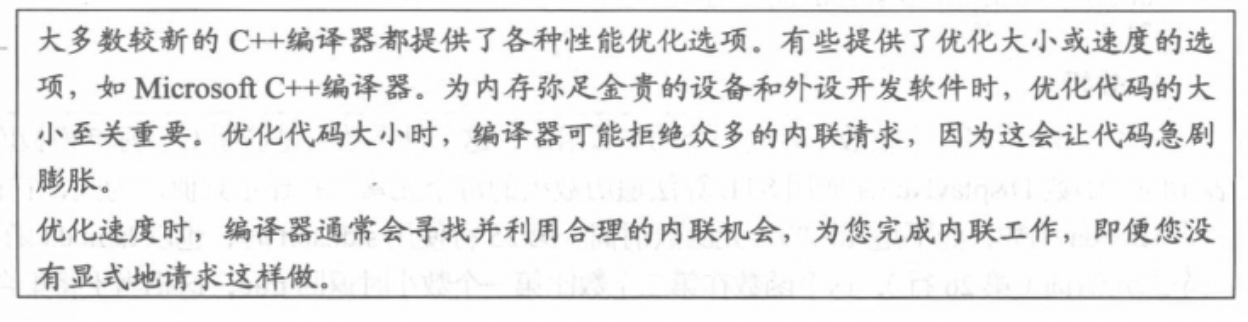 大多数较新的 C++编译器都提供了各种性能优化选项。有些提供了优化大小或速度的选
项，如 Microsoft C++编译器。为内存弥足金贵的设备和外设开发软件时，优化代码的大
小至关重要。优化代码大小时，编译器可能拒绝众多的内联请求，因为这会让代码急剧
膨胀。
优化速度时，编译器通常会寻找并利用合理的内联机会，为您完成内联工作，即便您没
有显式地请求这样做。